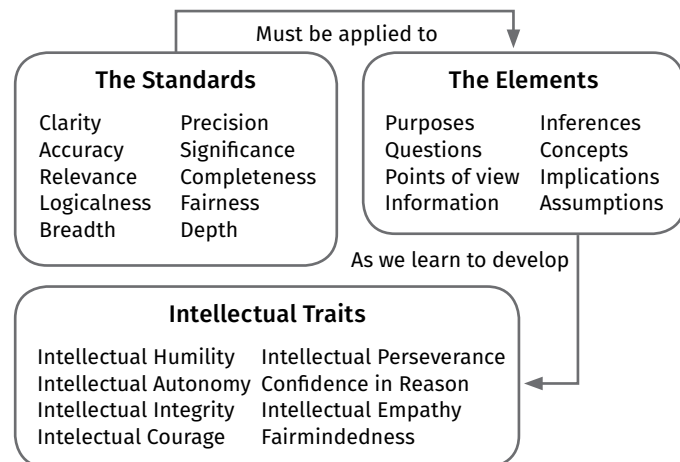 Must be applied to
The Standards
Clarity Precision
Accuracy Significance
Relevance Completeness
Logicalness Fairness
Breadth Depth
The Elements
Purposes Inferences
Questions Concepts
Points of view Implications
Information Assumptions
As we learn to develop
Intellectual Traits
Intellectual Humility Intellectual Perseverance
Intellectual Autonomy Confidence in Reason
Intellectual Integrity Intellectual Empathy
Intelectual Courage Fairmindedness